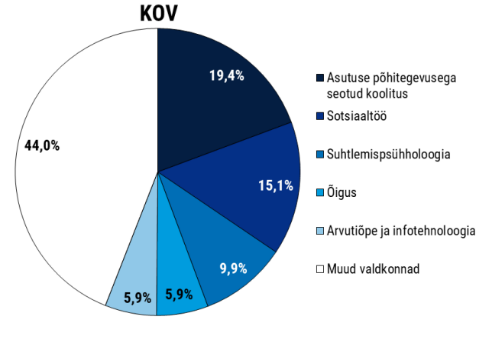 KOV
19,4%
15,1%
9,9%
5,9%
5,9%
44,0%
Asutuse põhitegevusega
seotud koolitus
Sotsiaaltöö
Suhtlemispsühholoogia
Õigus
Arvutiõpe ja infotehnoloogia
Muud valdkonnad